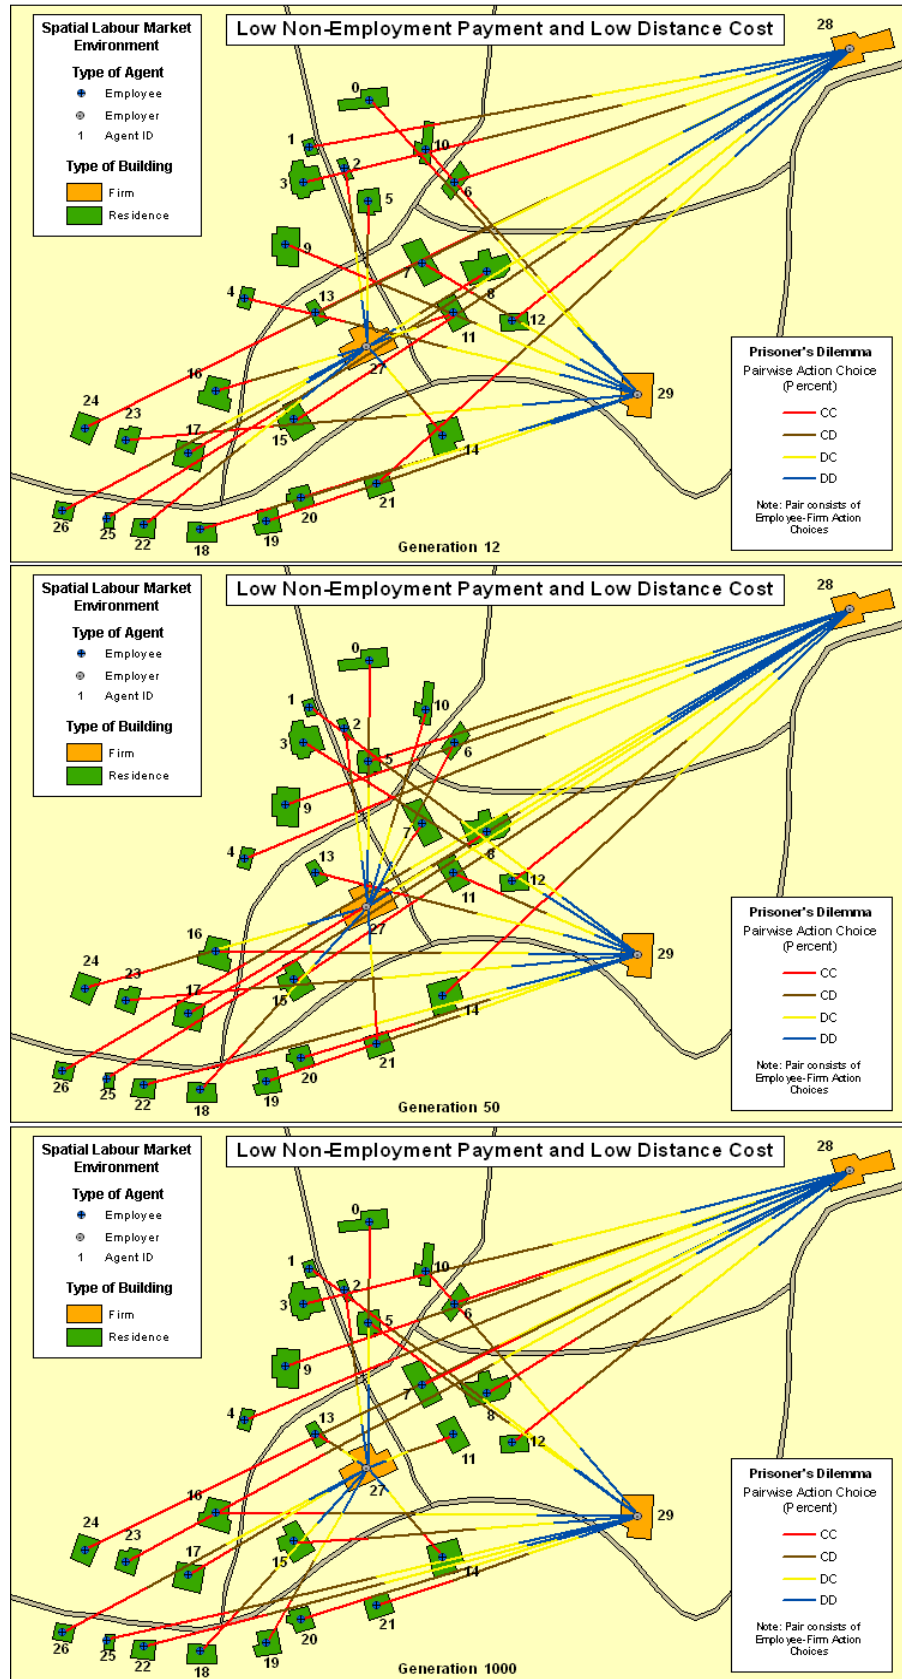 Spatial Labour Market
Environment
Type of Agent
Employee
Employer
1 Agent ID
Type of Building
Firm
Residence
Low Non-Employment Payment and Low Distance Cost
28
0
1
2
10
3
5
6
9
7
8
4
13
11
12
27
16
24
23
29
17
15
14
21
20
26
25
22
18
19
Prisoner's Dilemma
Pairwise Action Choice
(Percent)
CC
CD
DC
DD
Note: Pair consists of
Employee-Firm Action
Choices
Generation 12
Spatial Labour Market
Environment
Type of Agent
Employee
Employer
1 Agent ID
Type of Building
Firm
Residence
Low Non-Employment Payment and Low Distance Cost
28
0
1
2
10
3
5
6
9
7
8
4
13
11
12
27
16
24
23
29
17
15
14
21
20
26
25
22
18
19
Prisoner's Dilemma
Pairwise Action Choice
(Percent)
CC
CD
DC
DD
Note: Pair consists of
Employee-Firm Action
Choices
Generation 50
Spatial Labour Market
Environment
Type of Agent
Employee
Employer
1 Agent ID
Type of Building
Firm
Residence
Low Non-Employment Payment and Low Distance Cost
28
0
1
2
10
3
5
6
9
7
8
4
13
11
12
27
16
24
23
29
17
15
14
21
20
26
25
22
18
19
Prisoner's Dilemma
Pairwise Action Choice
(Percent)
CC
CD
DC
DD
Note: Pair consists of
Employee-Firm Action
Choices
Generation 1000